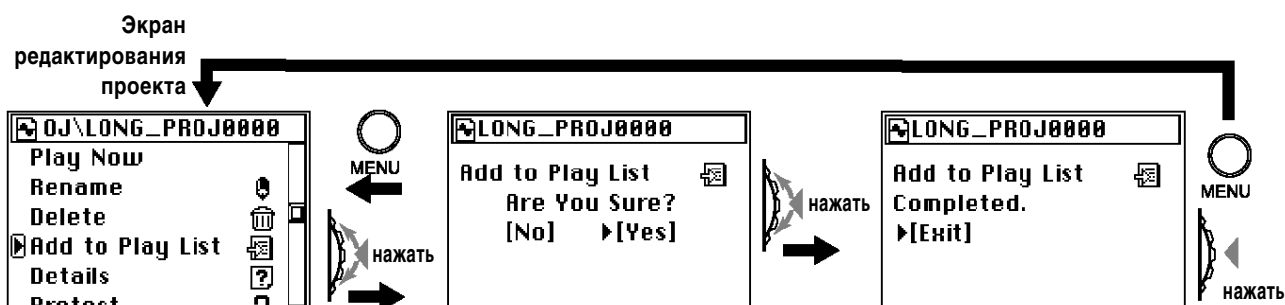 Экран
редактирования
проекта
OJ\LONG_PROJ0000
Play Now
Rename
Delete
Add to Play List
Details
MENU
нажать
LONG_PROJ0000
Add to Play List
Are You Sure?
[No] [Yes]
нажать
LONG_PROJ0000
Add to Play List
Completed.
[Exit]
MENU
нажать